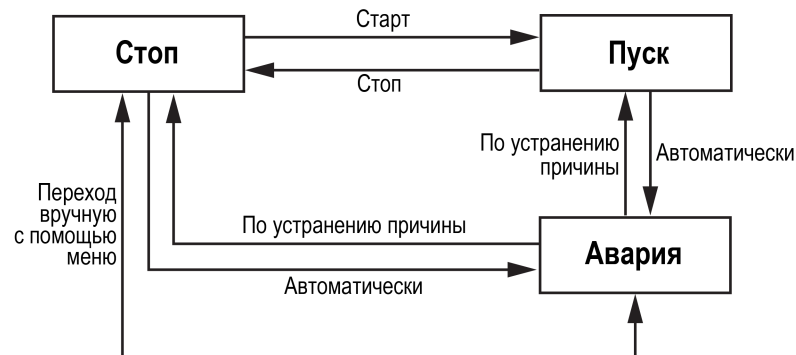 Старт
Стоп
Пуск
Стоп
По устранению
причины
Автоматически
Переход
вручную
с помощью
меню
По устранению причины
Авария
Автоматически